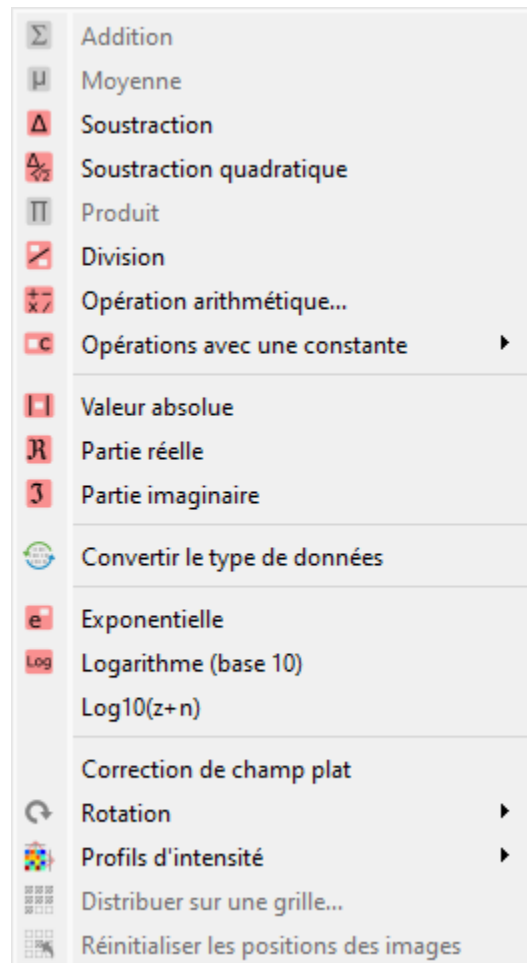 Σ Addition
μ Moyenne
Δ Soustraction
Δ/√2 Soustraction quadratique
Π Produit
Division
+ - x / Opération arithmétique...
C Opérations avec une constante
|-| Valeur absolue
ℜ Partie réelle
ℑ Partie imaginaire
Convertir le type de données
e Exponentielle
Log Logarithme (base 10)
Log10(z+n)
Correction de champ plat
Rotation
Profils d'intensité
Distribuer sur une grille...
Réinitialiser les positions des images